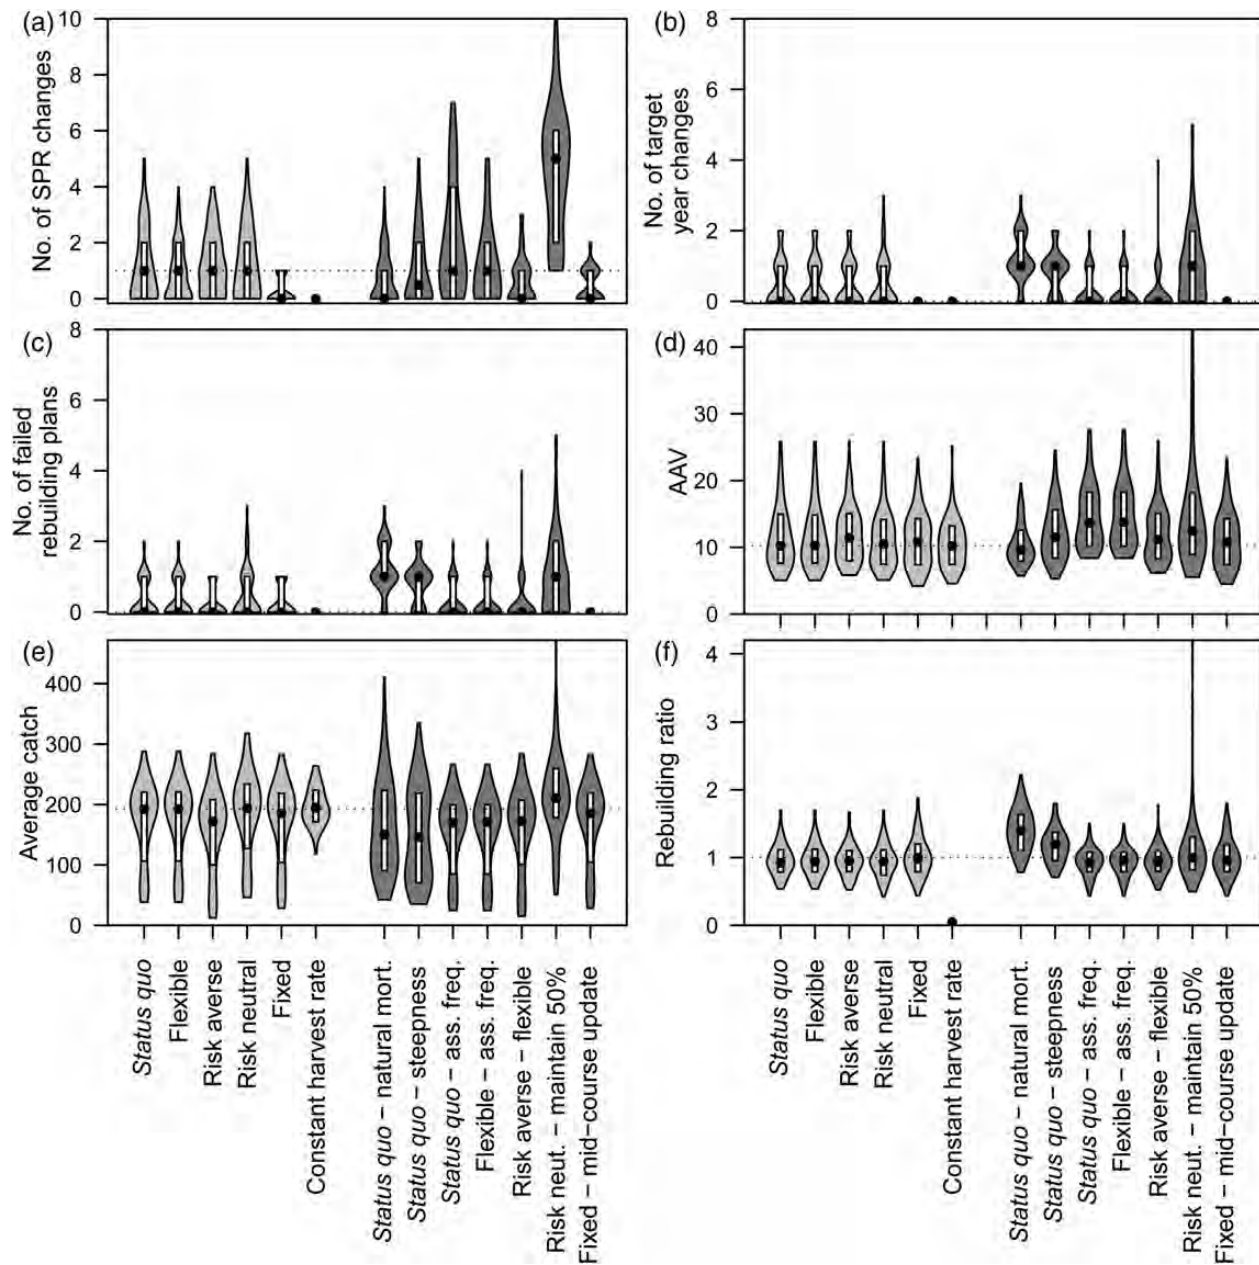 (a)
No. of SPR changes
10
8
6
4
2
0
(b)
No. of target
year changes
8
6
4
2
0
(c)
No. of failed
rebuilding plans
8
6
4
2
0
(d)
AAV
40
30
20
10
0
(e)
Average catch
400
300
200
100
0
(f)
Rebuilding ratio
4
3
2
1
0
Status quo
Flexible
Risk averse
Risk neutral
Fixed
Constant harvest rate
Status quo – natural mort.
Status quo – steepness
Status quo – ass. freq.
Flexible – ass. freq.
Risk averse – flexible
Risk neut. – maintain 50%
Fixed – mid−course update
Status quo
Flexible
Risk averse
Risk neutral
Fixed
Constant harvest rate
Status quo – natural mort.
Status quo – steepness
Status quo – ass. freq.
Flexible – ass. freq.
Risk averse – flexible
Risk neut. – maintain 50%
Fixed – mid−course update